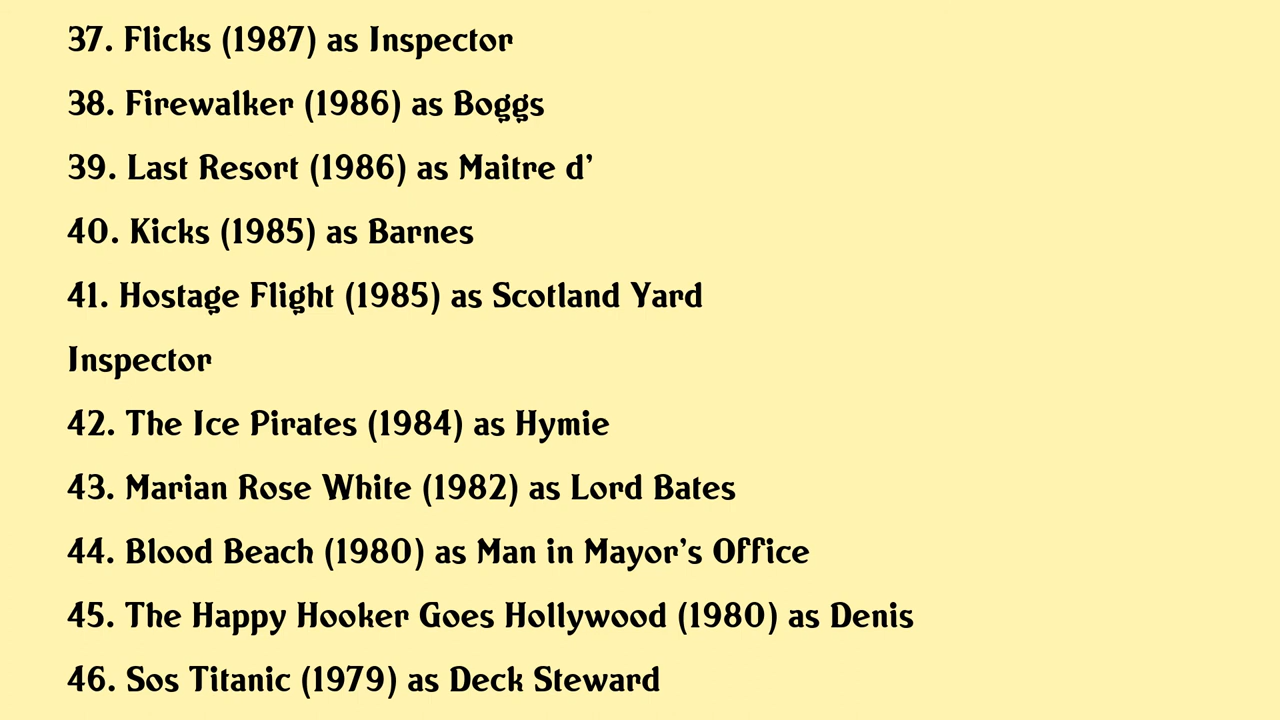 37. Flicks (1987) as Inspector
38. Firewalker (1986) as Boggs
39. Last Resort (1986) as Maitre d’
40. Kicks (1985) as Barnes
41. Hostage Flight (1985) as Scotland Yard
Inspector
42. The Ice Pirates (1984) as Hymie
43. Marian Rose White (1982) as Lord Bates
44. Blood Beach (1980) as Man in Mayor’s Office
45. The Happy Hooker Goes Hollywood (1980) as Denis
46. Sos Titanic (1979) as Deck Steward